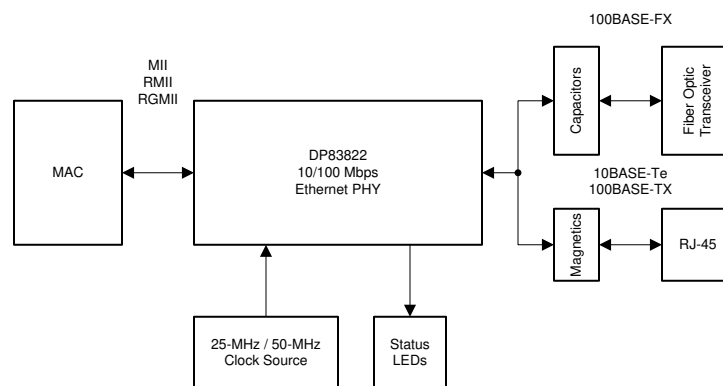 100BASE-FX
MII
RMII
RGMII
Capacitors
Fiber Optic
Transceiver
MAC
DP83822
10/100 Mbps
Ethernet PHY
10BASE-Te
100BASE-TX
Magnetics
RJ-45
25-MHz / 50-MHz
Clock Source
Status
LEDs